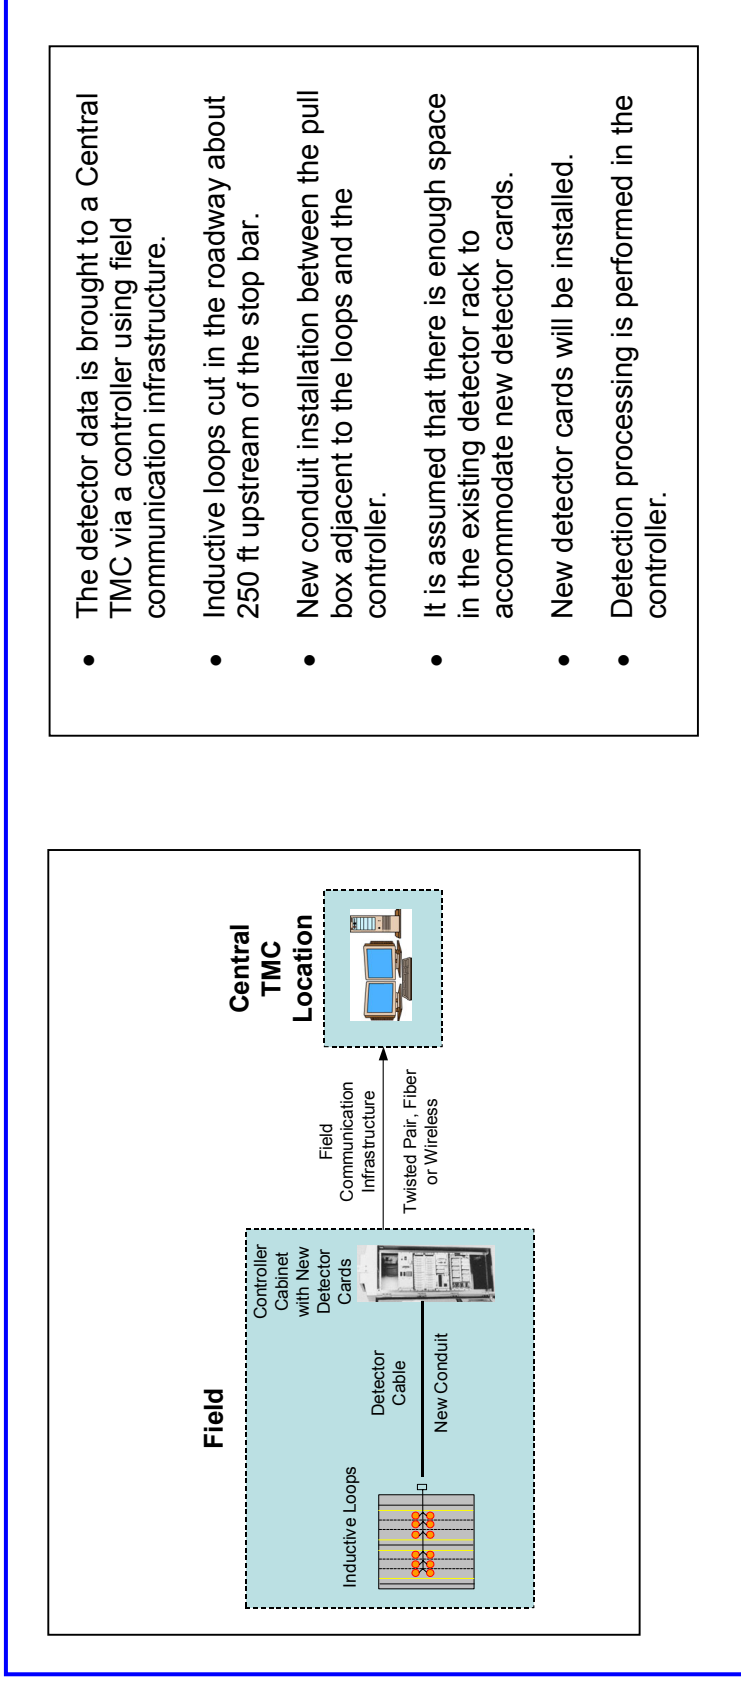 Field
Inductive Loops
Detector
Cable
New Conduit
Controller
Cabinet
with New
Detector
Cards
Field
Communication
Infrastructure
Twisted Pair, Fiber
or Wireless
Central
TMC
Location
• The detector data is brought to a Central
TMC via a controller using field
communication infrastructure.
• Inductive loops cut in the roadway about
250 ft upstream of the stop bar.
• New conduit installation between the pull
box adjacent to the loops and the
controller.
• It is assumed that there is enough space
in the existing detector rack to
accommodate new detector cards.
• New detector cards will be installed.
• Detection processing is performed in the
controller.